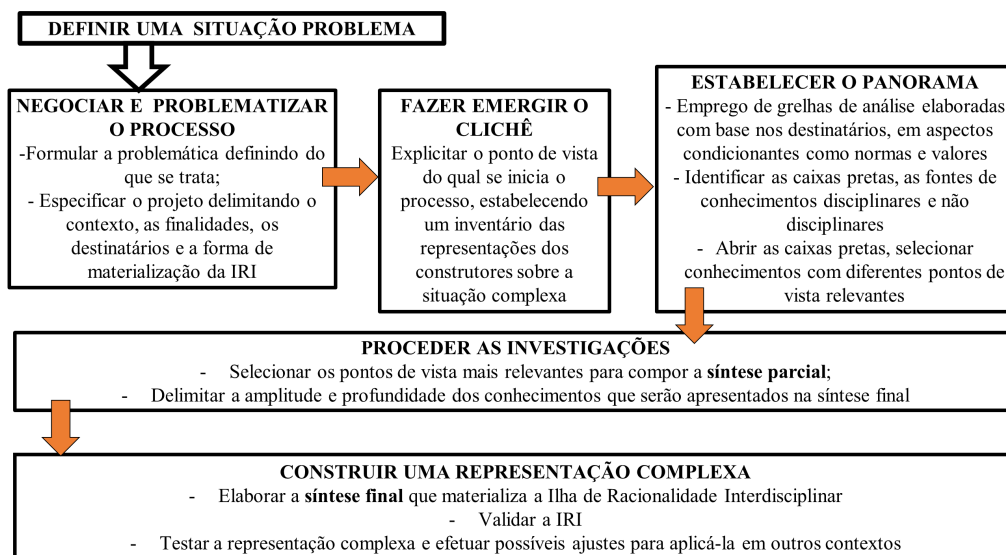 DEFINIR UMA SITUAÇÃO PROBLEMA
NEGOCIAR E PROBLEMATIZAR
O PROCESSO
-Formular a problemática definindo do
que se trata;
- Especificar o projeto delimitando o
contexto, as finalidades, os
destinatários e a forma de
materialização da IRI
FAZER EMERGIR O
CLICHÊ
Explicitar o ponto de vista
do qual se inicia o
processo, estabelecendo
um inventário das
representações dos
construtores sobre a
situação complexa
ESTABELECER O PANORAMA
- Emprego de grelhas de análise elaboradas
com base nos destinatários, em aspectos
condicionantes como normas e valores
- Identificar as caixas pretas, as fontes de
conhecimentos disciplinares e não
disciplinares
- Abrir as caixas pretas, selecionar
conhecimentos com diferentes pontos de
vista relevantes
PROCEDER AS INVESTIGAÇÕES
- Selecionar os pontos de vista mais relevantes para compor a síntese parcial;
- Delimitar a amplitude e profundidade dos conhecimentos que serão apresentados na síntese final
CONSTRUIR UMA REPRESENTAÇÃO COMPLEXA
- Elaborar a síntese final que materializa a Ilha de Racionalidade Interdisciplinar
- Validar a IRI
- Testar a representação complexa e efetuar possíveis ajustes para aplicá-la em outros contextos